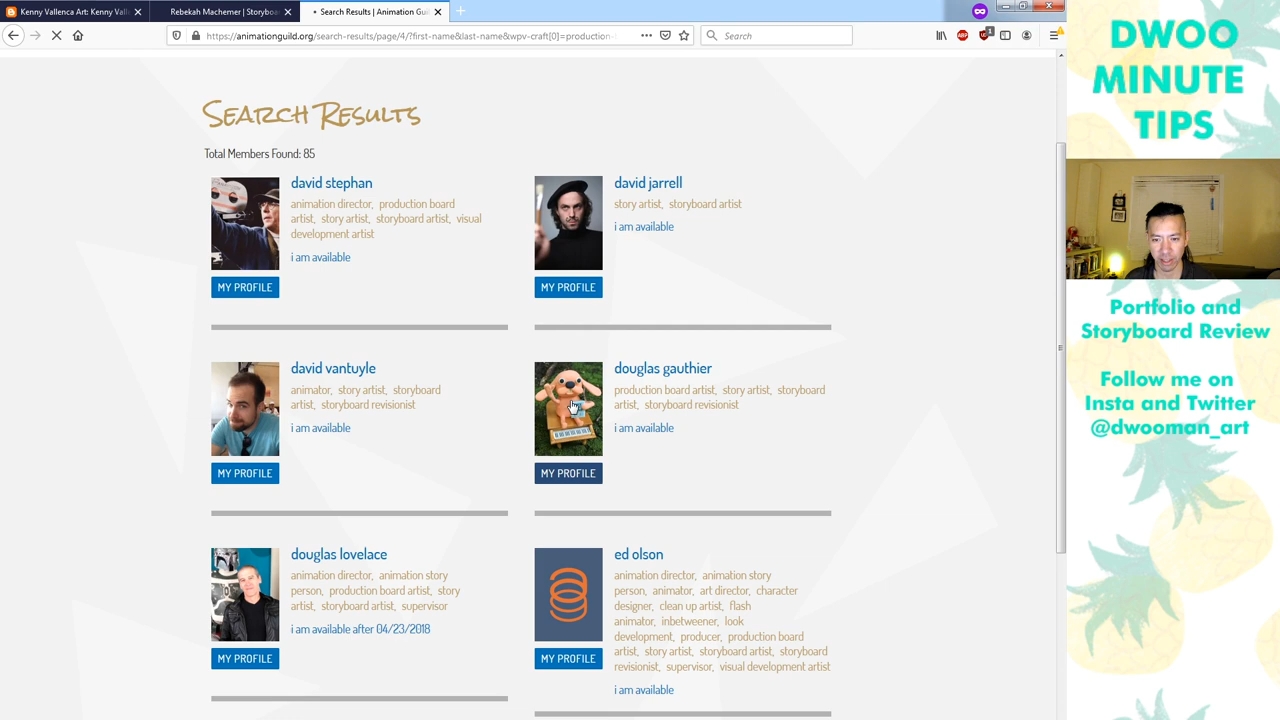 Kenny Vallenca Art: Kenny Valle
Rebekah Machemer | Storyboa
Search Results | Animation Gui
https://animationguild.org/search-results/page/4/?first-name&last-name&wpv-craft[0]=production-
Search
DWOO
MINUTE
TIPS
Search Results
Total Members Found: 85
david stephan
animation director, production board
artist, story artist, storyboard artist, visual
development artist
i am available
MY PROFILE
david jarrell
story artist, storyboard artist
i am available
MY PROFILE
david vantuyle
animator, story artist, storyboard
artist, storyboard revisionist
i am available
MY PROFILE
douglas gauthier
production board artist, story artist, storyboard
artist, storyboard revisionist
i am available
MY PROFILE
douglas lovelace
animation director, animation story
person, production board artist, story
artist, storyboard artist, supervisor
i am available after 04/23/2018
MY PROFILE
ed olson
animation director, animation story
person, animator, art director, character
designer, clean up artist, flash
animator, inbetweener, look
development, producer, production board
artist, story artist, storyboard artist, storyboard
revisionist, supervisor, visual development artist
i am available
MY PROFILE
Portfolio and
Storyboard Review
Follow me on
Insta and Twitter
@dwooman_art